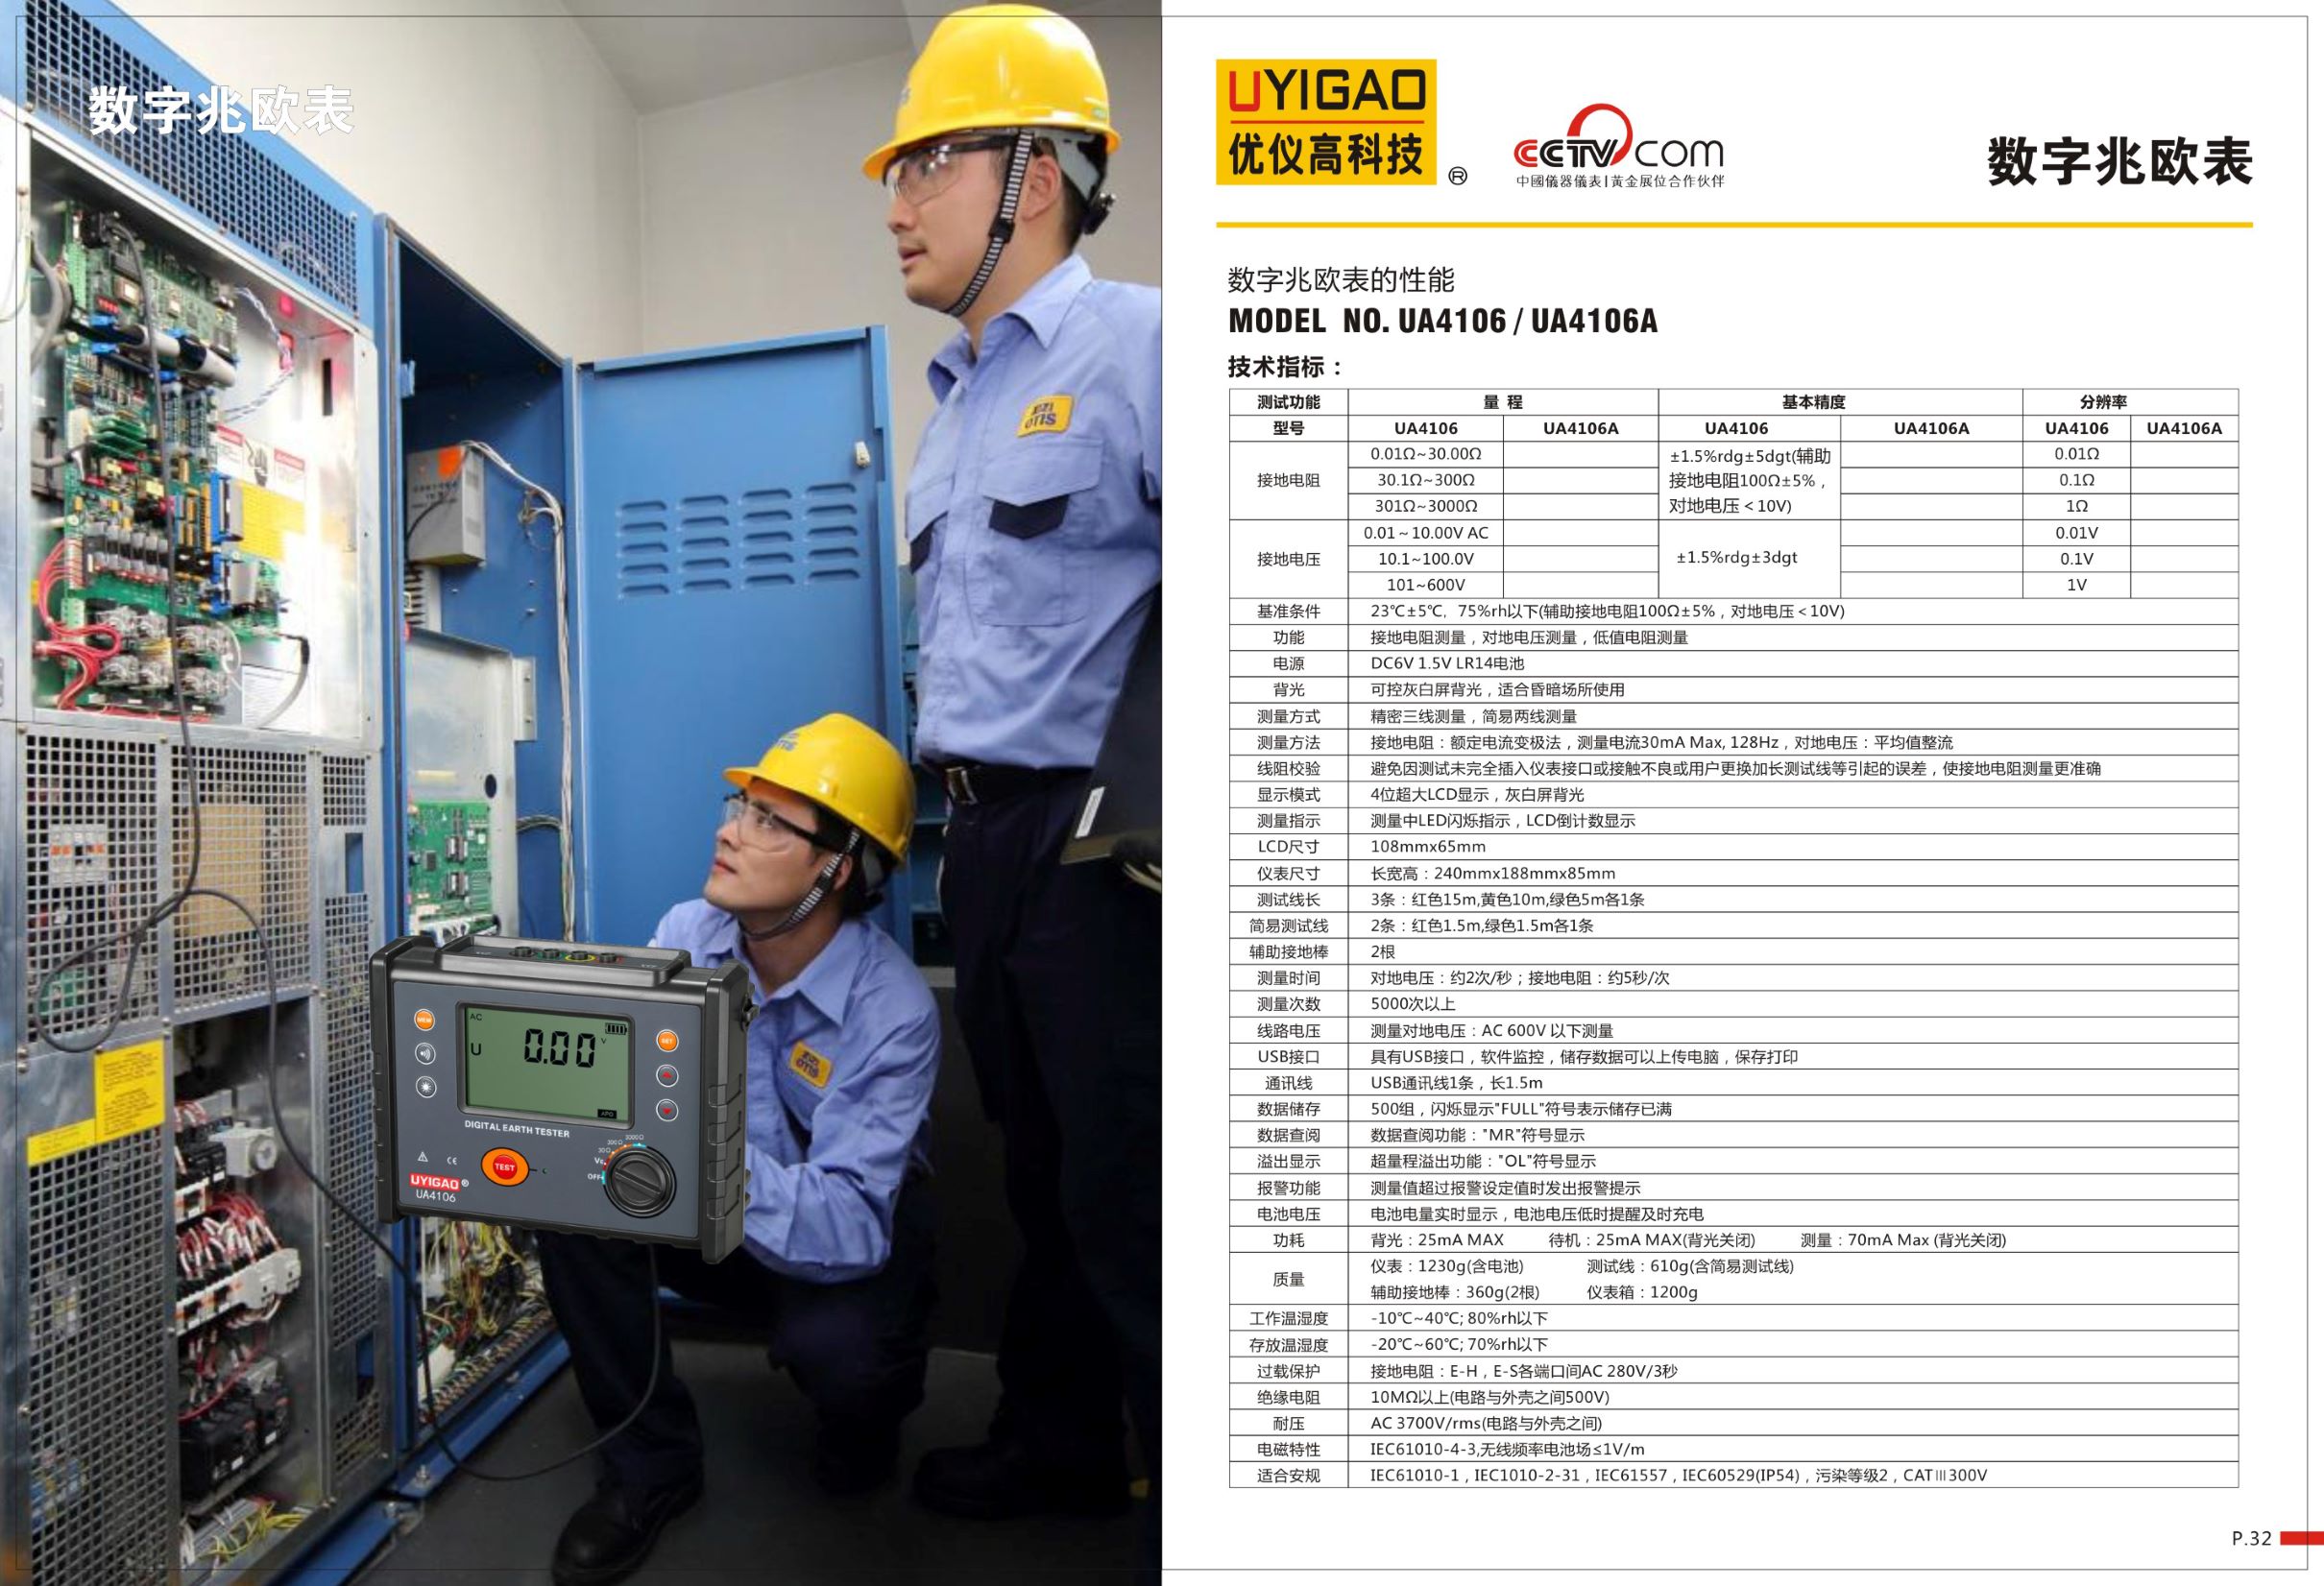 数字兆欧表
OTIS
OTIS
AC
U
0.00
V
APO
SET
DIGITAL EARTH TESTER
300Ω
3000Ω
30Ω
OFF
TEST
CE
UYIGAO®
UA4106
UYIGAO
优仪高科技
®
CCTV.com
中國儀器儀表|黃金展位合作伙伴
数字兆欧表
数字兆欧表的性能
MODEL NO. UA4106 / UA4106A
技术指标：
测试功能 量 程 基本精度 分辨率
型号 UA4106 UA4106A UA4106 UA4106A UA4106 UA4106A
接地电阻
0.01Ω~30.00Ω 0.01Ω
30.1Ω~300Ω 0.1Ω
301Ω~3000Ω 1Ω
±1.5%rdg±5dgt(辅助
接地电阻100Ω±5%，
对地电压＜10V)
接地电压
0.01~10.00V AC 0.01V
10.1~100.0V ±1.5%rdg±3dgt 0.1V
101~600V 1V
基准条件 23℃±5℃，75%rh以下(辅助接地电阻100Ω±5%，对地电压＜10V)
功能 接地电阻测量，对地电压测量，低值电阻测量
电源 DC6V 1.5V LR14电池
背光 可控灰白屏背光，适合昏暗场所使用
测量方式 精密三线测量，简易两线测量
测量方法 接地电阻：额定电流变极法，测量电流30mA Max, 128Hz，对地电压：平均值整流
线阻校验 避免因测试未完全插入仪表接口或接触不良或用户更换加长测试线等引起的误差，使接地电阻测量更准确
显示模式 4位超大LCD显示，灰白屏背光
测量指示 测量中LED闪烁指示，LCD倒计数显示
LCD尺寸 108mmx65mm
仪表尺寸 长宽高：240mmx188mmx85mm
测试线长 3条：红色15m,黄色10m,绿色5m各1条
简易测试线 2条：红色1.5m,绿色1.5m各1条
辅助接地棒 2根
测量时间 对地电压：约2次/秒；接地电阻：约5秒/次
测量次数 5000次以上
线路电压 测量对地电压：AC 600V 以下测量
USB接口 具有USB接口，软件监控，储存数据可以上传电脑，保存打印
通讯线 USB通讯线1条，长1.5m
数据储存 500组，闪烁显示"FULL"符号表示储存已满
数据查阅 数据查阅功能："MR"符号显示
溢出显示 超量程溢出功能："OL"符号显示
报警功能 测量值超过报警设定值时发出报警提示
电池电压 电池电量实时显示，电池电压低时提醒及时充电
功耗 背光：25mA MAX 待机：25mA MAX(背光关闭) 测量：70mA Max (背光关闭)
质量 仪表：1230g(含电池) 测试线：610g(含简易测试线)
辅助接地棒：360g(2根) 仪表箱：1200g
工作温湿度 -10℃~40℃; 80%rh以下
存放温湿度 -20℃~60℃; 70%rh以下
过载保护 接地电阻：E-H，E-S各端口间AC 280V/3秒
绝缘电阻 10MΩ以上(电路与外壳之间500V)
耐压 AC 3700V/rms(电路与外壳之间)
电磁特性 IEC61010-4-3,无线频率电池场≤1V/m
适合安规 IEC61010-1，IEC1010-2-31，IEC61557，IEC60529(IP54)，污染等级2，CATⅢ300V
P.32